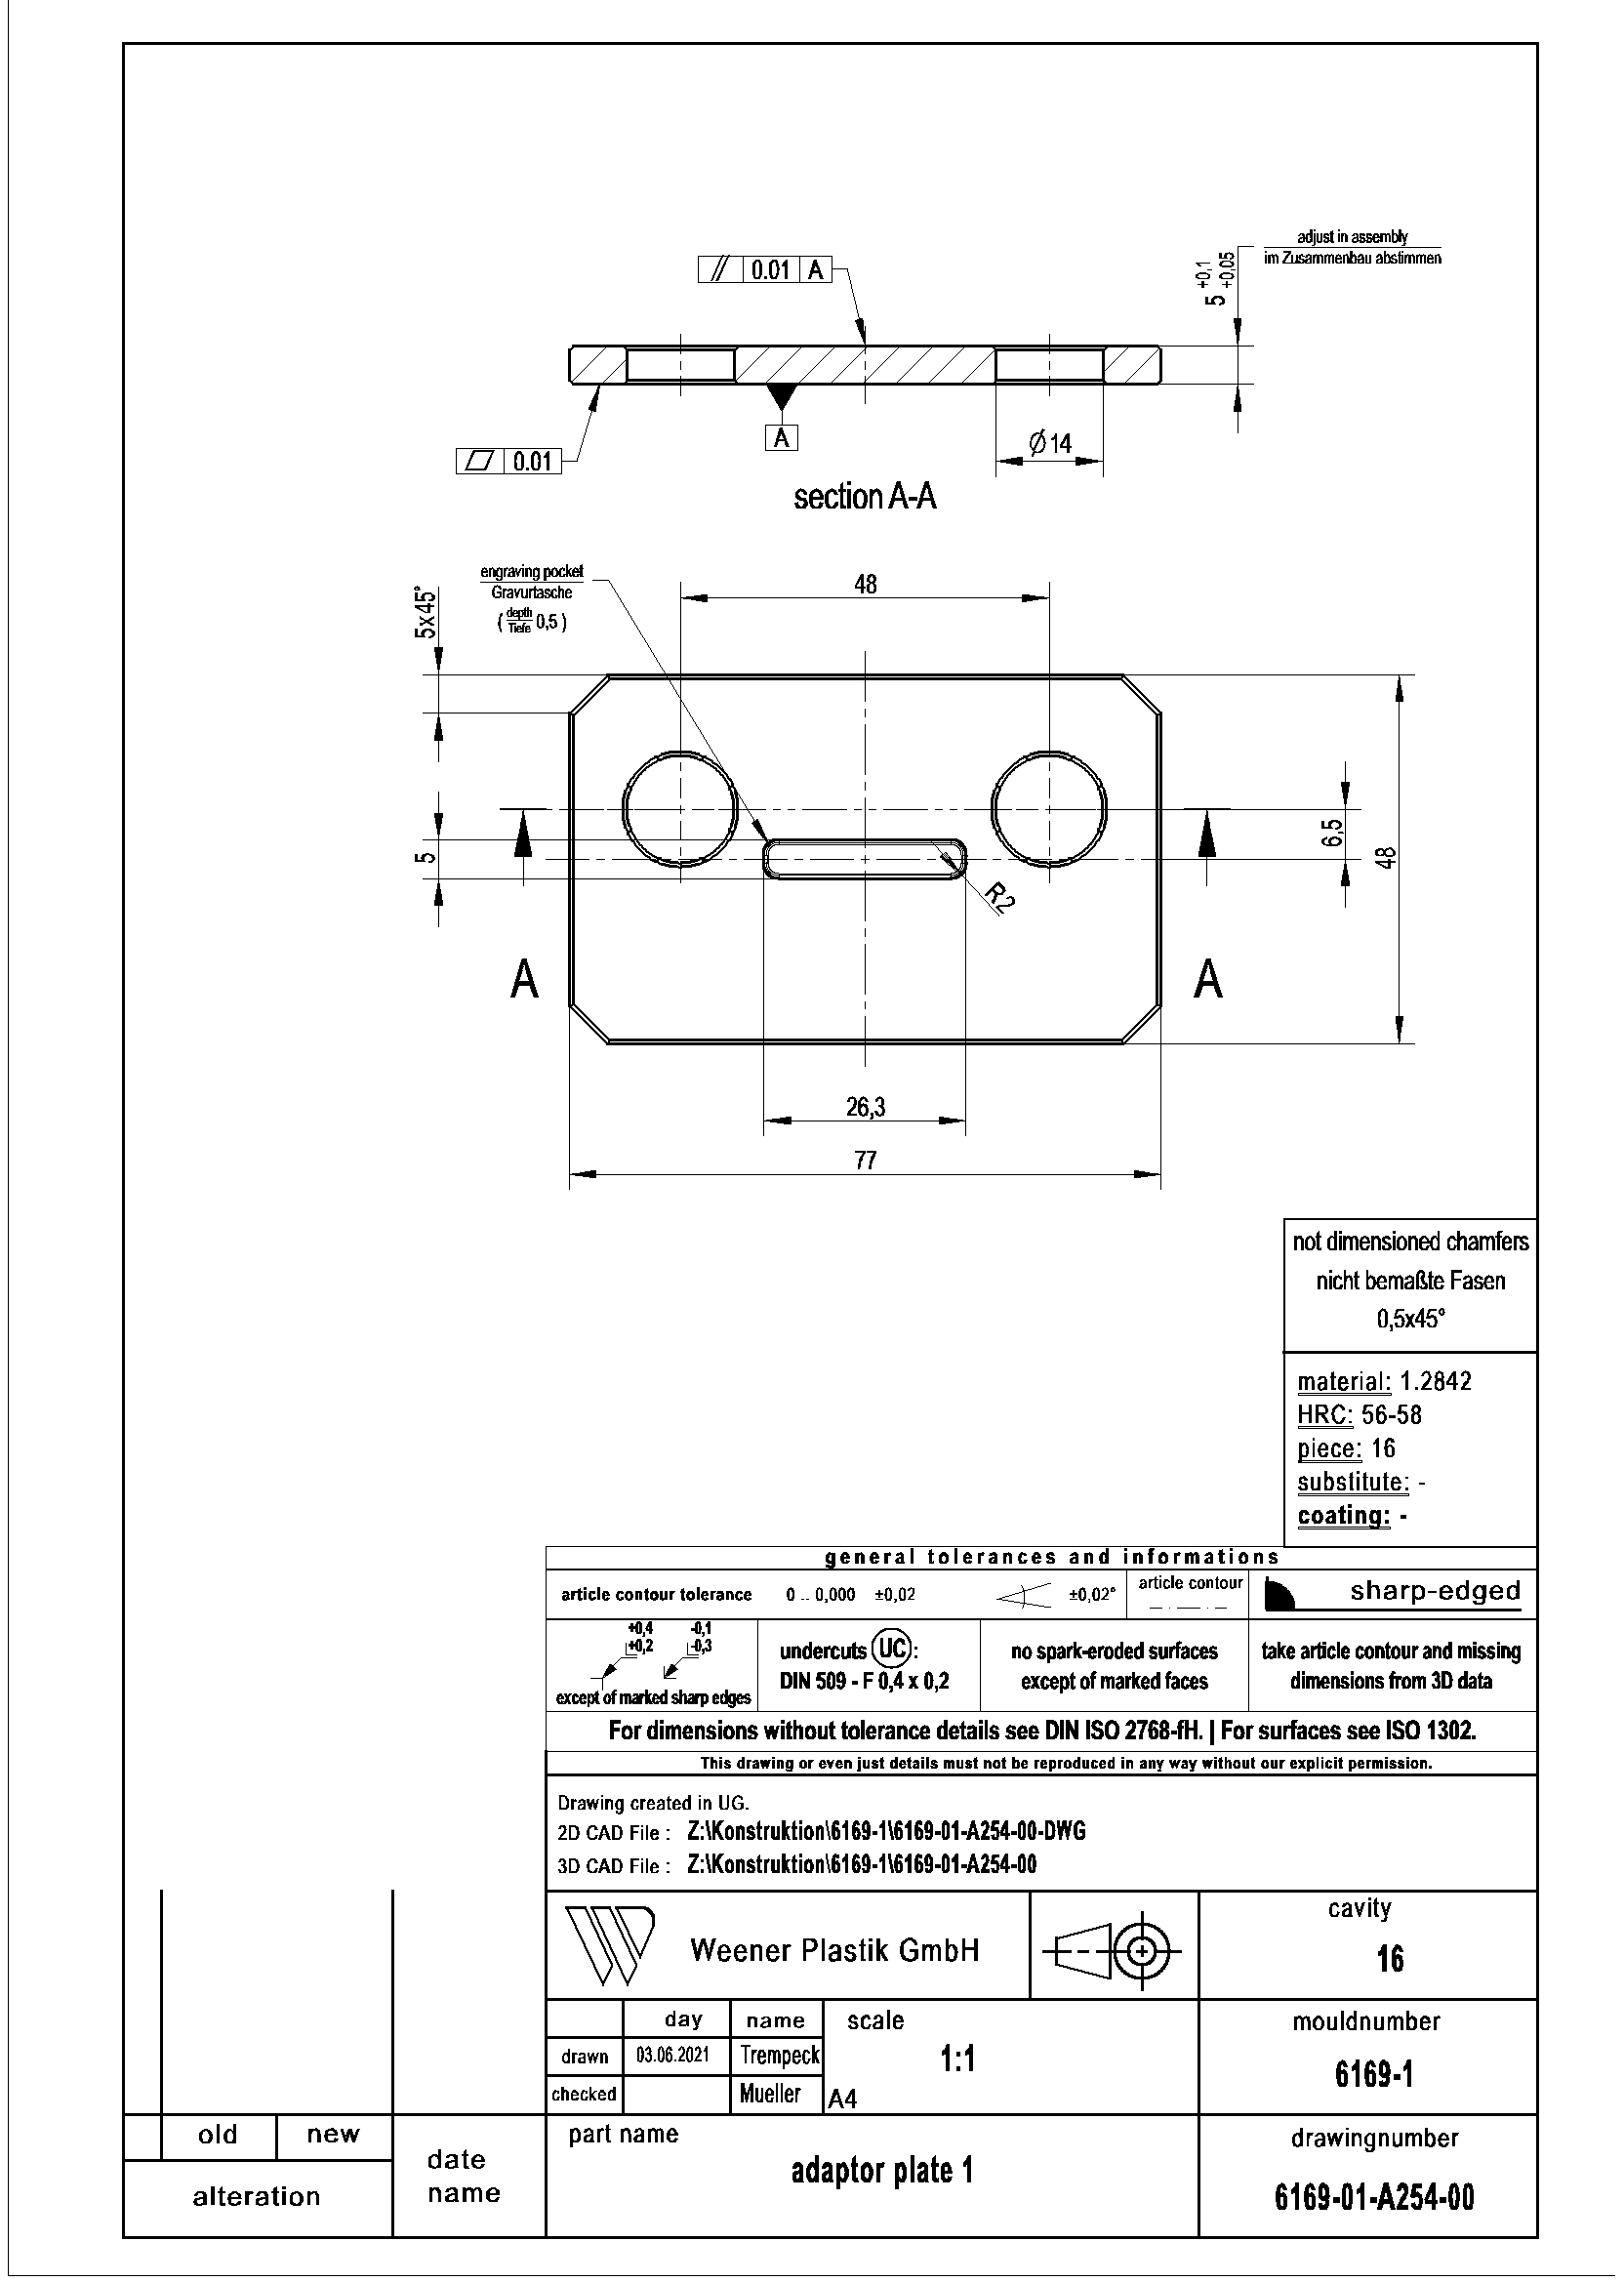 adjust in assembly
im Zusammenbau abstimmen
5 +0,1 +0,05
0.01 A
A
0.01
Ø14
section A-A
engraving pocket
Gravurtasche
( depth
Tiefe 0,5 )
48
5x45°
5
6,5
48
R2
A
A
26,3
77
not dimensioned chamfers
nicht bemaßte Fasen
0,5x45°
material: 1.2842
HRC: 56-58
piece: 16
substitute: -
coating: -
general tolerances and informations
article contour tolerance 0 .. 0,000 ±0,02 ±0,02° article contour sharp-edged
+0,4 -0,1
+0,2 -0,3
except of marked sharp edges
undercuts UC :
DIN 509 - F 0,4 x 0,2
no spark-eroded surfaces
except of marked faces
take article contour and missing
dimensions from 3D data
For dimensions without tolerance details see DIN ISO 2768-fH. | For surfaces see ISO 1302.
This drawing or even just details must not be reproduced in any way without our explicit permission.
Drawing created in UG.
2D CAD File : Z:\Konstruktion\6169-1\6169-01-A254-00-DWG
3D CAD File : Z:\Konstruktion\6169-1\6169-01-A254-00
Weener Plastik GmbH
cavity
16
day name scale
drawn 03.06.2021 Trempeck 1:1
checked Mueller A4
mouldnumber
6169-1
old new
alteration
date
name
part name
adaptor plate 1
drawingnumber
6169-01-A254-00